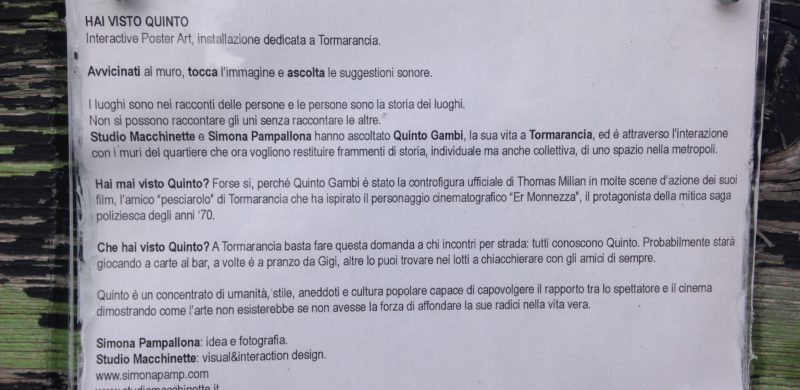 HAI VISTO QUINTO
Interactive Poster Art, installazione dedicata a Tormarancia.
Avvicinati al muro, tocca l'immagine e ascolta le suggestioni sonore.
I luoghi sono nei racconti delle persone e le persone sono la storia dei luoghi.
Non si possono raccontare gli uni senza raccontare le altre.
Studio Macchinette e Simona Pampallona hanno ascoltato Quinto Gambi, la sua vita a Tormarancia, ed é attraverso l'interazione
con i muri del quartiere che ora vogliono restituire frammenti di storia, individuale ma anche collettiva, di uno spazio nella metropoli.
Hai mai visto Quinto? Forse si, perché Quinto Gambi è stato la controfigura ufficiale di Thomas Milian in molte scene d'azione dei suoi
film, l'amico "pesciarolo" di Tormarancia che ha ispirato il personaggio cinematografico "Er Monnezza", il protagonista della mitica saga
poliziesca degli anni '70.
Che hai visto Quinto? A Tormarancia basta fare questa domanda a chi incontri per strada: tutti conoscono Quinto. Probabilmente starà
giocando a carte al bar, a volte è a pranzo da Gigi, altre lo puoi trovare nei lotti a chiacchierare con gli amici di sempre.
Quinto é un concentrato di umanità, stile, aneddoti e cultura popolare capace di capovolgere il rapporto tra lo spettatore e il cinema
dimostrando come l'arte non esisterebbe se non avesse la forza di affondare la sue radici nella vita vera.
Simona Pampallona: idea e fotografia.
Studio Macchinette: visual&interaction design.
www.simonapamp.com
www.studiomacchinette.it